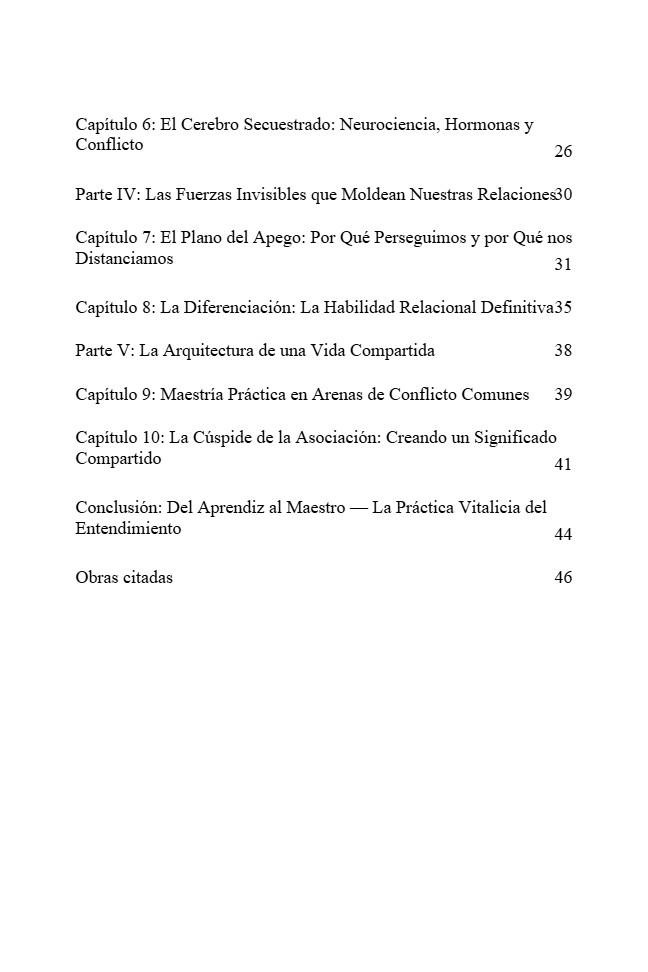 Capítulo 6: El Cerebro Secuestrado: Neurociencia, Hormonas y
Conflicto
26
Parte IV: Las Fuerzas Invisibles que Moldean Nuestras Relaciones30
Capítulo 7: El Plano del Apego: Por Qué Perseguimos y por Qué nos
Distanciamos
31
Capítulo 8: La Diferenciación: La Habilidad Relacional Definitiva35
Parte V: La Arquitectura de una Vida Compartida 38
Capítulo 9: Maestría Práctica en Arenas de Conflicto Comunes 39
Capítulo 10: La Cúspide de la Asociación: Creando un Significado
Compartido
41
Conclusión: Del Aprendiz al Maestro — La Práctica Vitalicia del
Entendimiento
44
Obras citadas 46